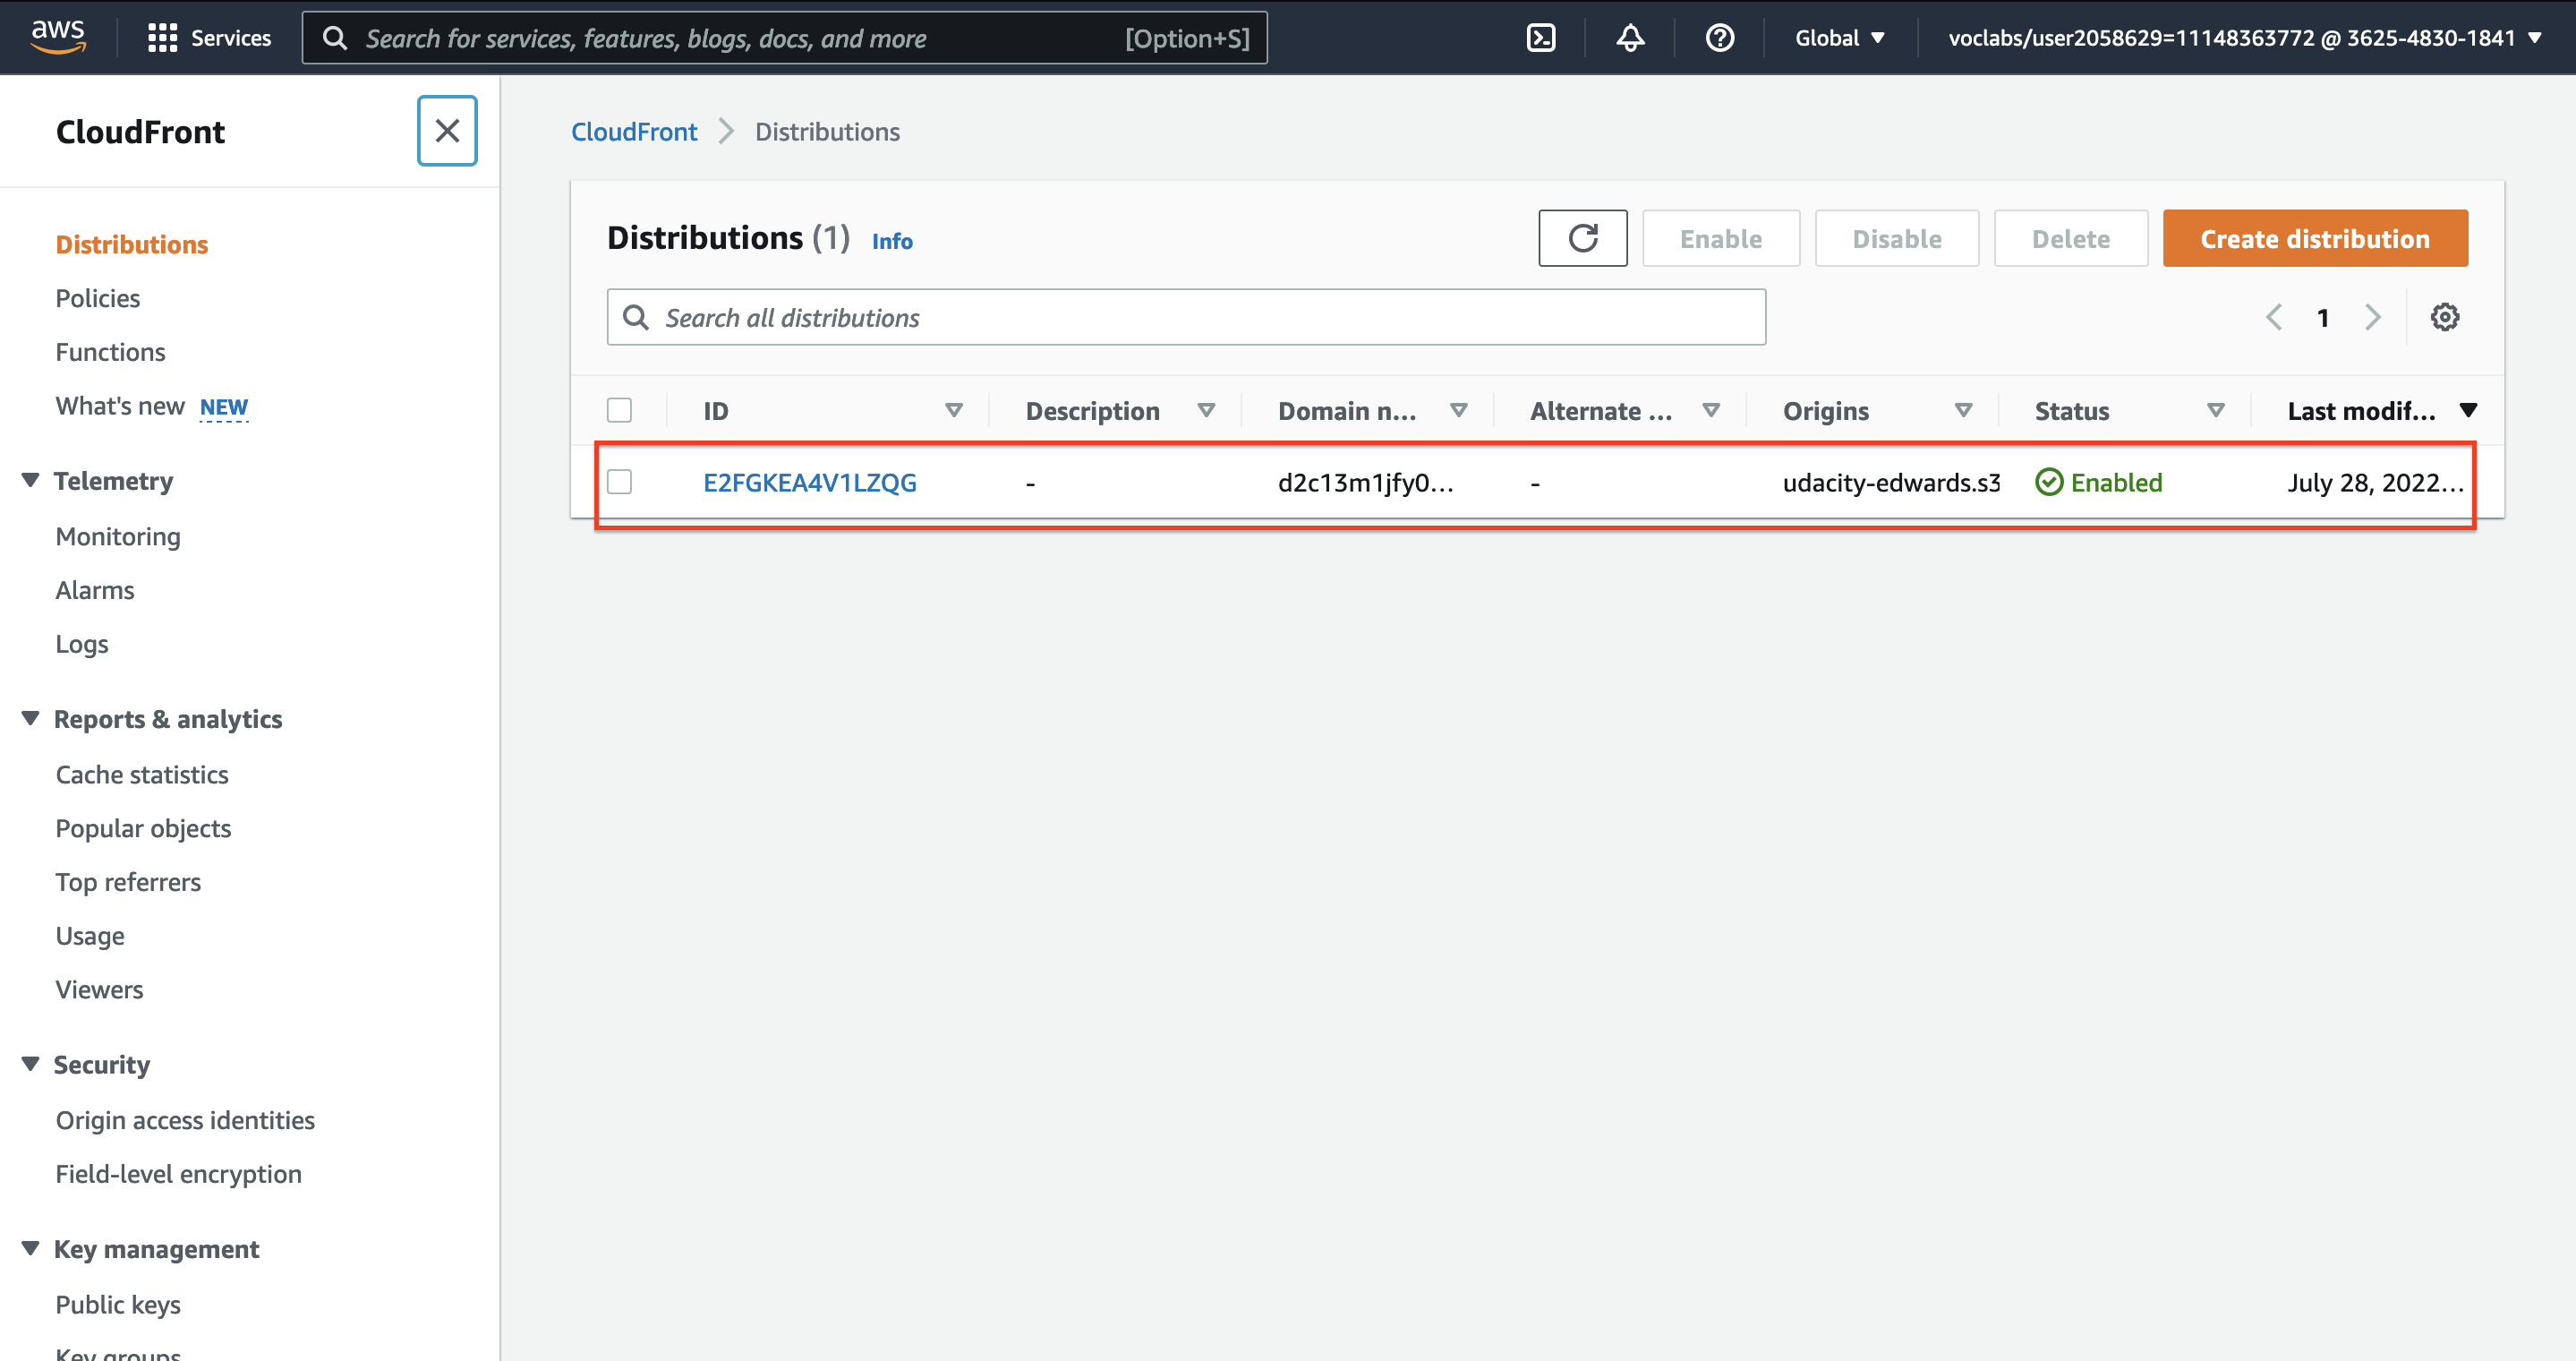 aws
Services
Search for services, features, blogs, docs, and more
[Option+S]
Global
voclabs/user2058629=11148363772 @ 3625-4830-1841
CloudFront
Distributions
Policies
Functions
What's new NEW
Telemetry
Monitoring
Alarms
Logs
Reports & analytics
Cache statistics
Popular objects
Top referrers
Usage
Viewers
Security
Origin access identities
Field-level encryption
Key management
Public keys
Key groups
CloudFront > Distributions
Distributions (1) Info
Enable
Disable
Delete
Create distribution
Search all distributions
1
ID Description Domain n... Alternate ... Origins Status Last modif...
E2FGKEA4V1LZQG - d2c13m1jfy0... - udacity-edwards.s3 Enabled July 28, 2022...